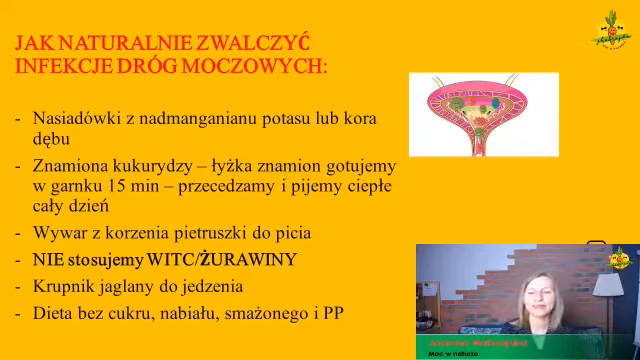 JAK NATURALNIE ZWALCZYĆ
INFEKCJE DRÓG MOCZOWYCH:
- Nasiadówki z nadmanganianu potasu lub kora
dębu
- Znamiona kukurydzy – łyżka znamion gotujemy
w garnku 15 min – przecedzamy i pijemy ciepłe
cały dzień
- Wywar z korzenia pietruszki do picia
- NIE stosujemy WITC/ŻURAWINY
- Krupnik jaglany do jedzenia
- Dieta bez cukru, nabiału, smażonego i PP
Moc w naturze